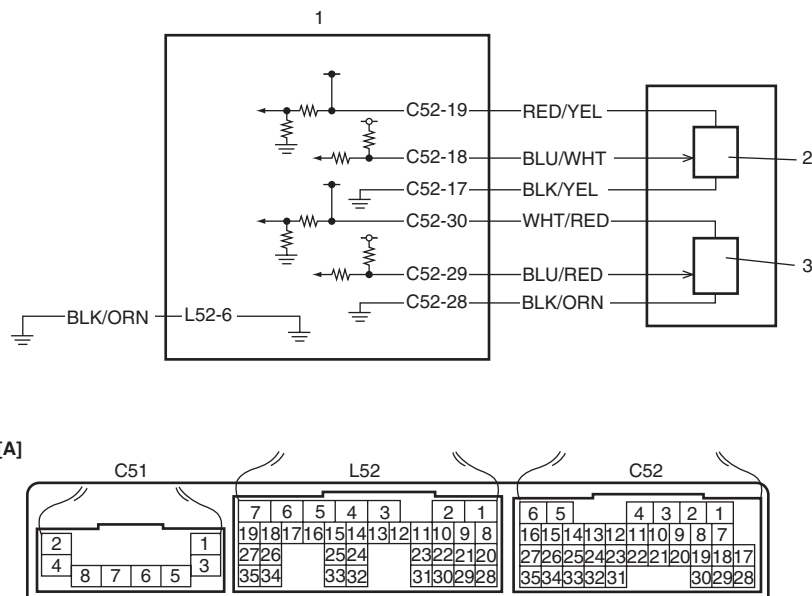 1
C52-19 RED/YEL
C52-18 BLU/WHT 2
C52-17 BLK/YEL
C52-30 WHT/RED
C52-29 BLU/RED 3
C52-28 BLK/ORN
BLK/ORN L52-6
[A]
C51 L52 C52
7 6 5 4 3 2 1 6 5 4 3 2 1
2 1 19 18 17 16 15 14 13 12 11 10 9 8 16 15 14 13 12 11 10 9 8 7
4 3 27 26 25 24 23 22 21 20 27 26 25 24 23 22 21 20 19 18 17
8 7 6 5 35 34 33 32 31 30 29 28 35 34 33 32 31 30 29 28